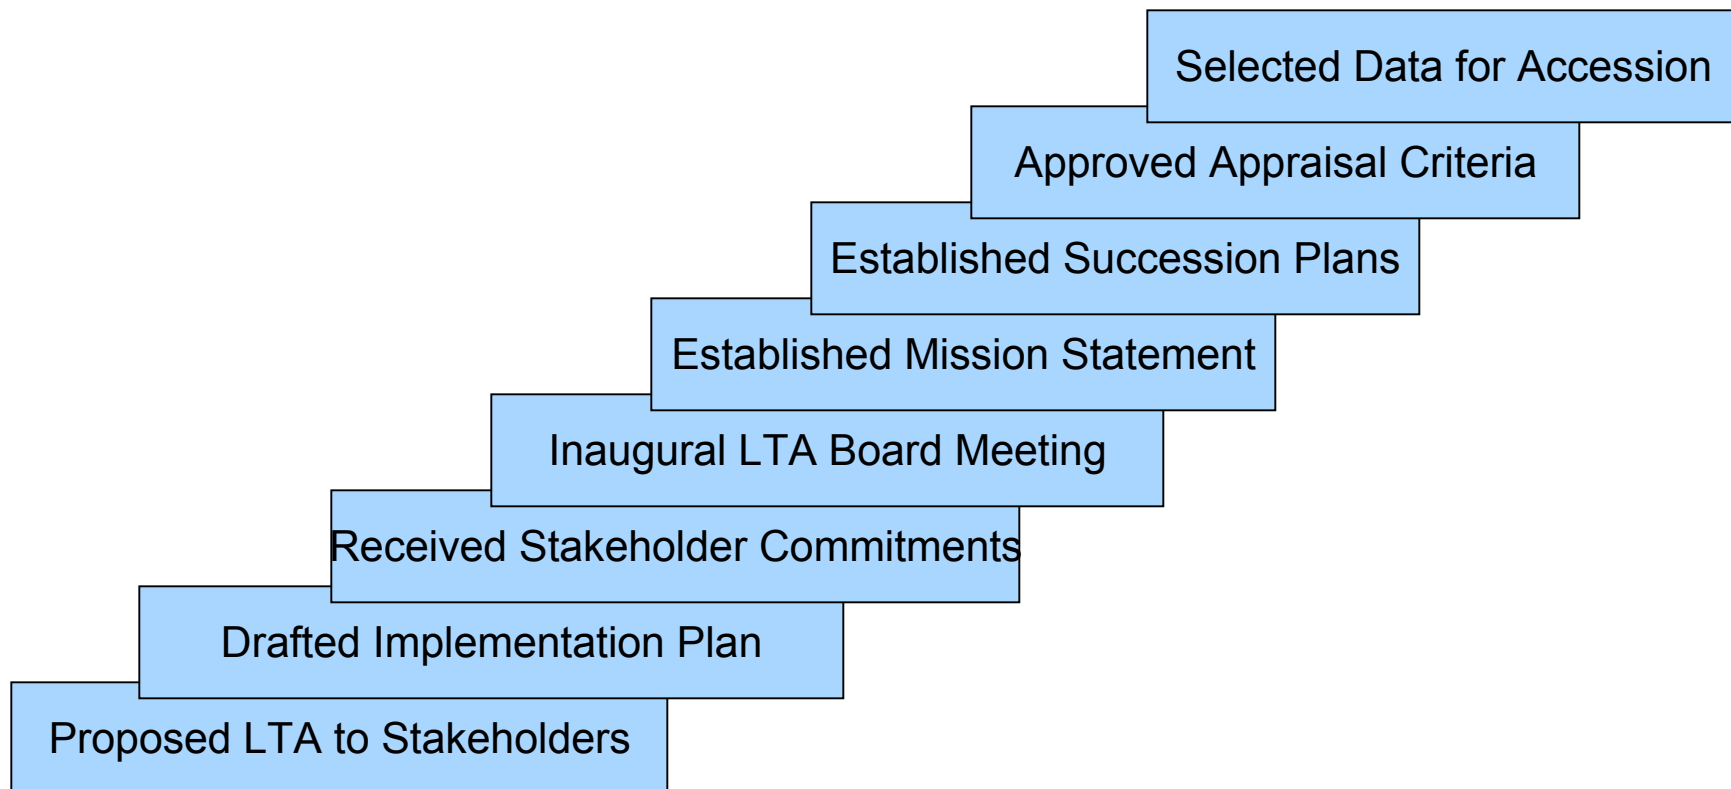 Selected Data for Accession
Approved Appraisal Criteria
Established Succession Plans
Established Mission Statement
Inaugural LTA Board Meeting
Received Stakeholder Commitments
Drafted Implementation Plan
Proposed LTA to Stakeholders